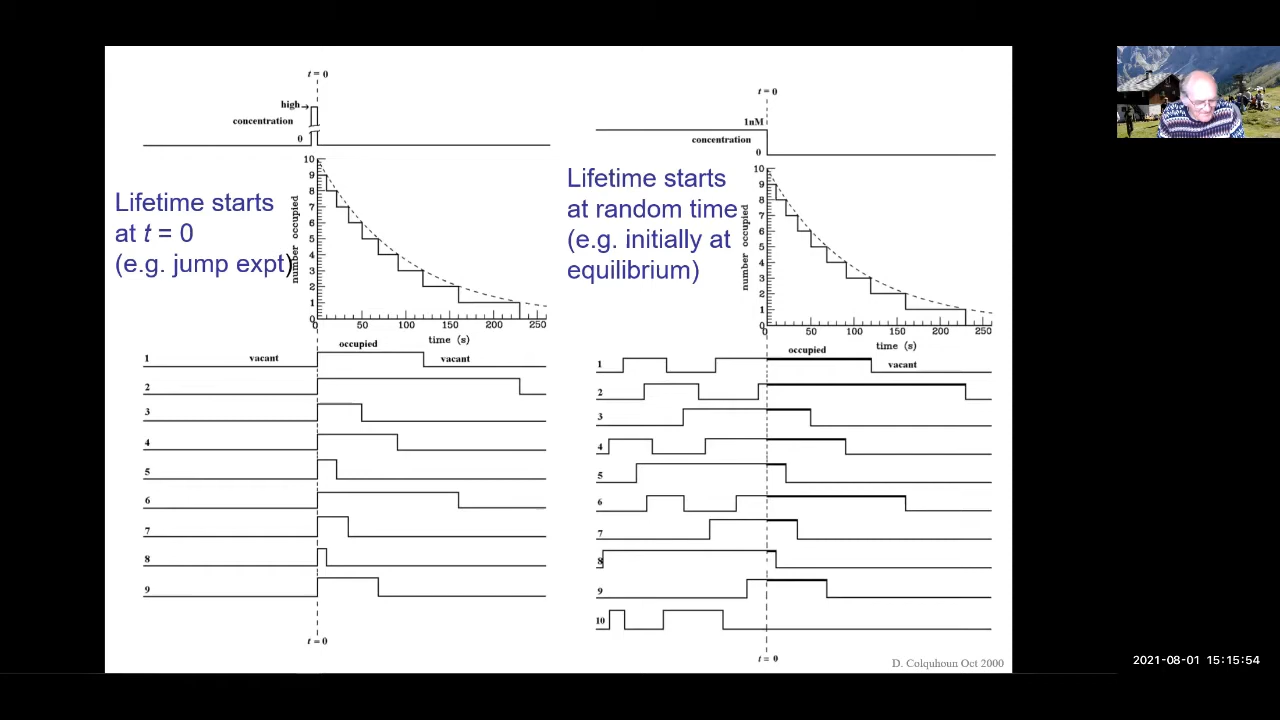 t = 0
high
concentration
0
10
9
8
7
6
5
4
3
2
1
0
number occupied
0 50 100 150 200 250
time (s)
Lifetime starts
at t = 0
(e.g. jump expt)
occupied
1 vacant vacant
2
3
4
5
6
7
8
9
t = 0
t = 0
1nM
concentration
0
Lifetime starts
at random time
(e.g. initially at
equilibrium)
10
9
8
7
6
5
4
3
2
1
0
number occupied
0 50 100 150 200 250
time (s)
occupied
1 vacant
2
3
4
5
6
7
8
9
10
t = 0
D. Colquhoun Oct 2000
2021-08-01 15:15:54